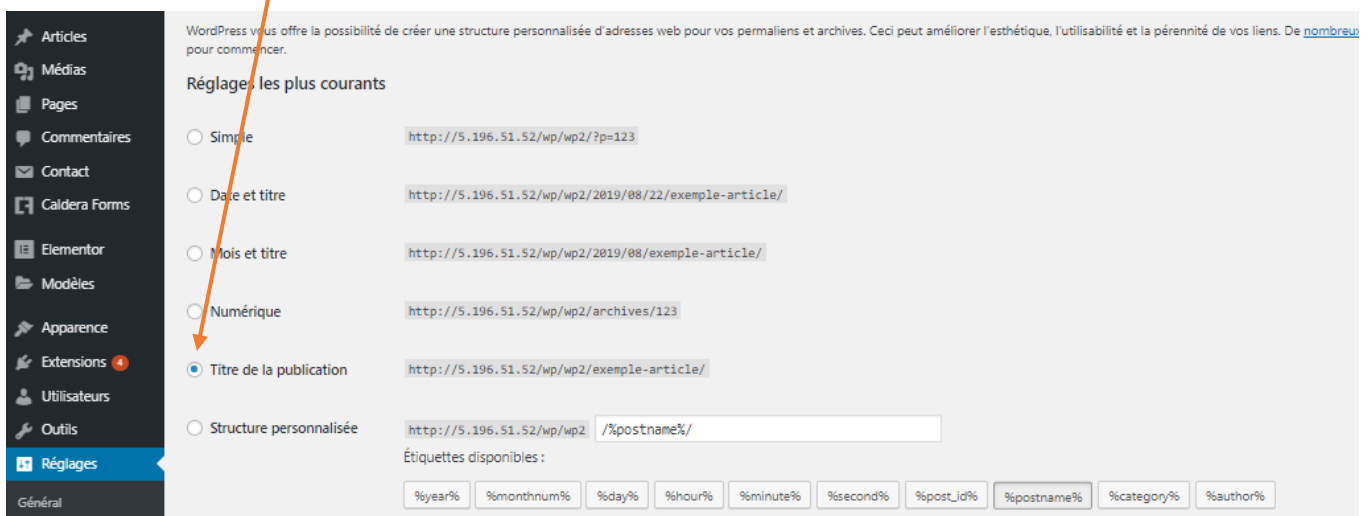 Articles
Médias
Pages
Commentaires
Contact
Caldera Forms
Elementor
Modèles
Apparence
Extensions 4
Utilisateurs
Outils
Réglages
Général
WordPress vous offre la possibilité de créer une structure personnalisée d'adresses web pour vos permaliens et archives. Ceci peut améliorer l'esthétique, l'utilisabilité et la pérennité de vos liens. De nombreux
pour commencer.
Réglages les plus courants
Simple http://5.196.51.52/wp/wp2/?p=123
Date et titre http://5.196.51.52/wp/wp2/2019/08/22/exemple-article/
Mois et titre http://5.196.51.52/wp/wp2/2019/08/exemple-article/
Numérique http://5.196.51.52/wp/wp2/archives/123
Titre de la publication http://5.196.51.52/wp/wp2/exemple-article/
Structure personnalisée http://5.196.51.52/wp/wp2 /%postname%/
Étiquettes disponibles :
%year% %monthnum% %day% %hour% %minute% %second% %post_id% %postname% %category% %author%